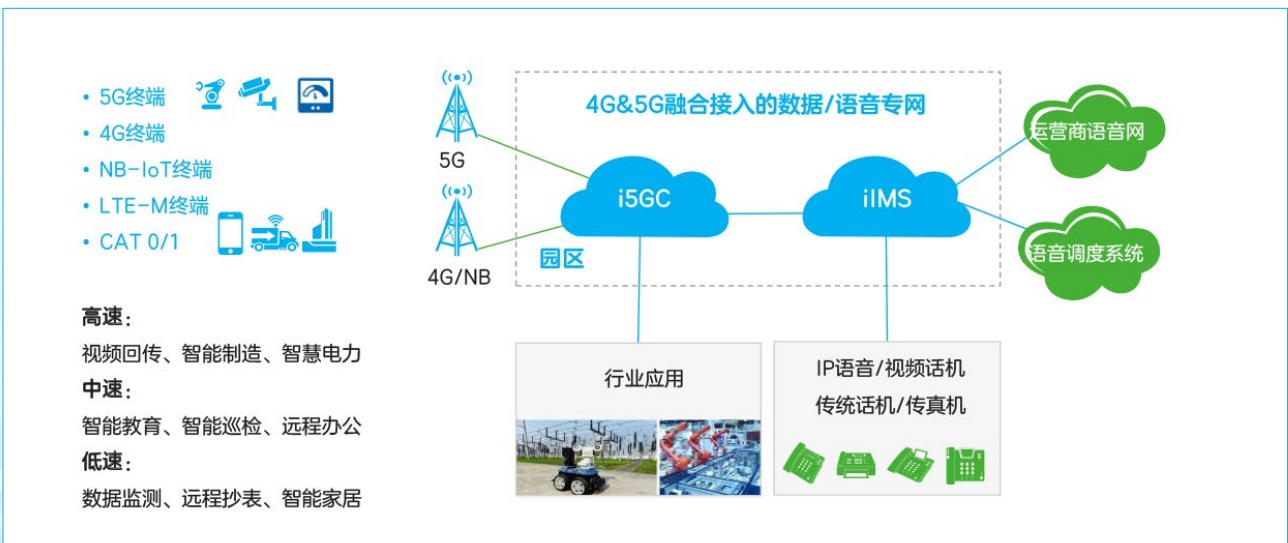 • 5G终端
• 4G终端
• NB-IoT终端
• LTE-M终端
• CAT 0/1
高速：
视频回传、智能制造、智慧电力
中速：
智能教育、智能巡检、远程办公
低速：
数据监测、远程抄表、智能家居
5G
4G/NB
4G&5G融合接入的数据/语音专网
i5GC
iIMS
园区
运营商语音网
语音调度系统
行业应用
IP语音/视频话机
传统话机/传真机